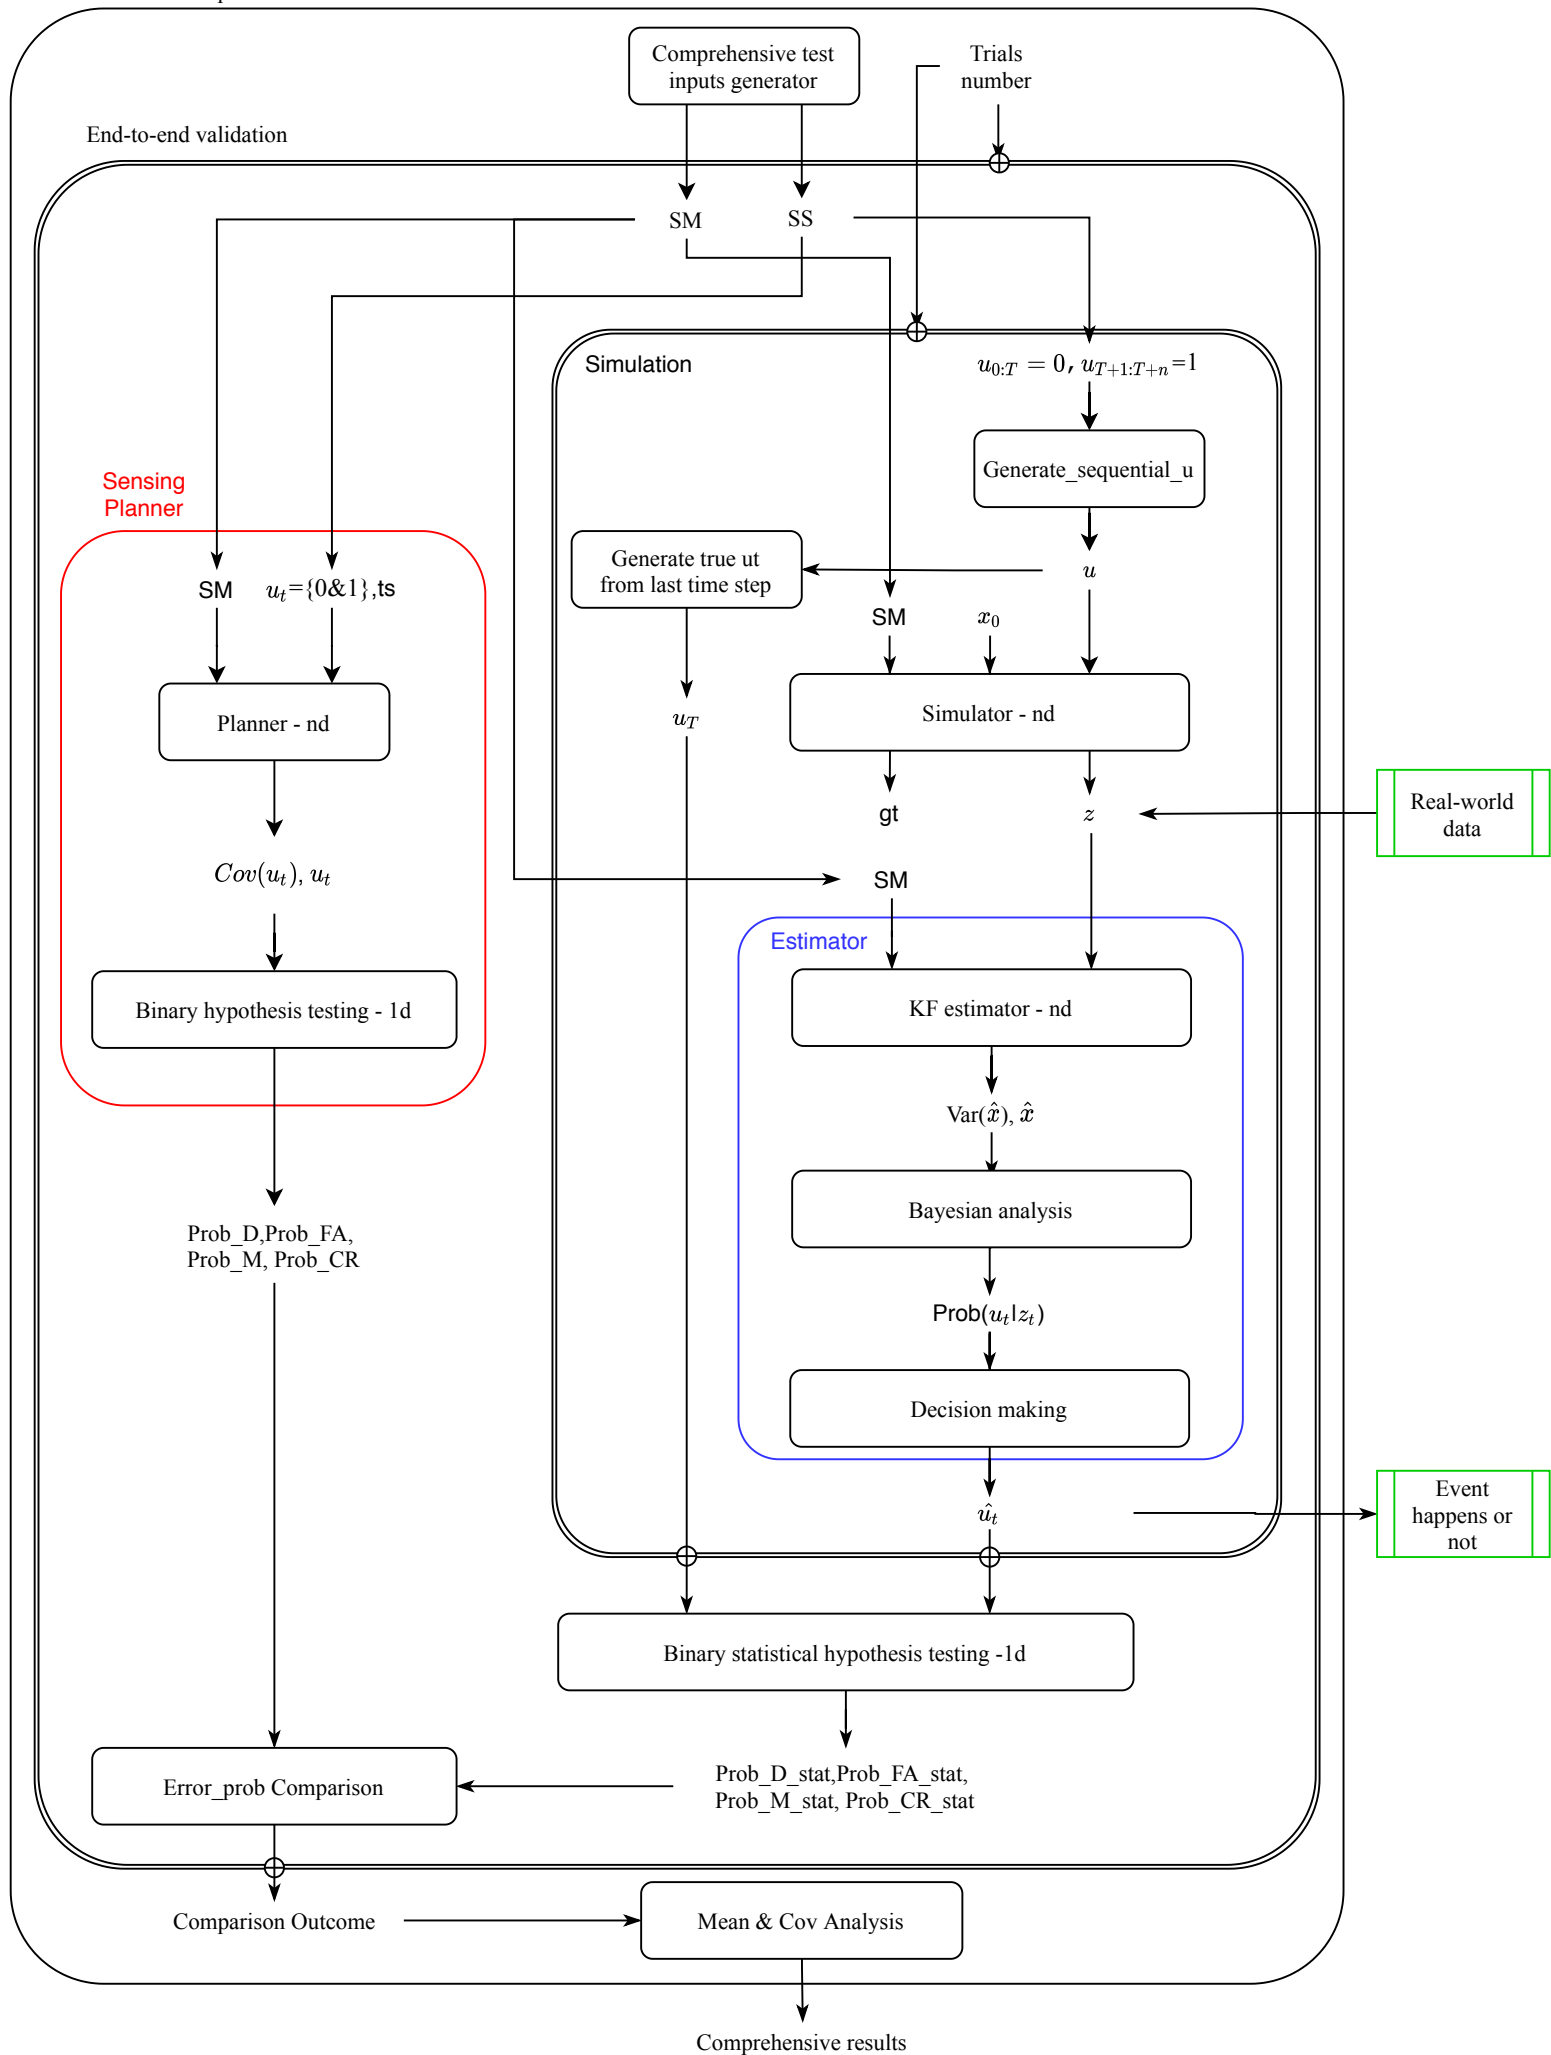 Comprehensive test
inputs generator
Trials
number
End-to-end validation
SM
SS
Simulation
u_{0:T} = 0, u_{T+1:T+n}=1
Generate_sequential_u
Sensing
Planner
Generate true ut
from last time step
u
SM
u_t={0&1},ts
SM
x_0
Planner - nd
u_T
Simulator - nd
gt
z
Real-world
data
Cov(u_t), u_t
SM
Estimator
Binary hypothesis testing - 1d
KF estimator - nd
Var(x̂), x̂
Bayesian analysis
Prob_D,Prob_FA,
Prob_M, Prob_CR
Prob(u_t|z_t)
Decision making
û_t
Event
happens or
not
Binary statistical hypothesis testing -1d
Error_prob Comparison
Prob_D_stat,Prob_FA_stat,
Prob_M_stat, Prob_CR_stat
Comparison Outcome
Mean & Cov Analysis
Comprehensive results